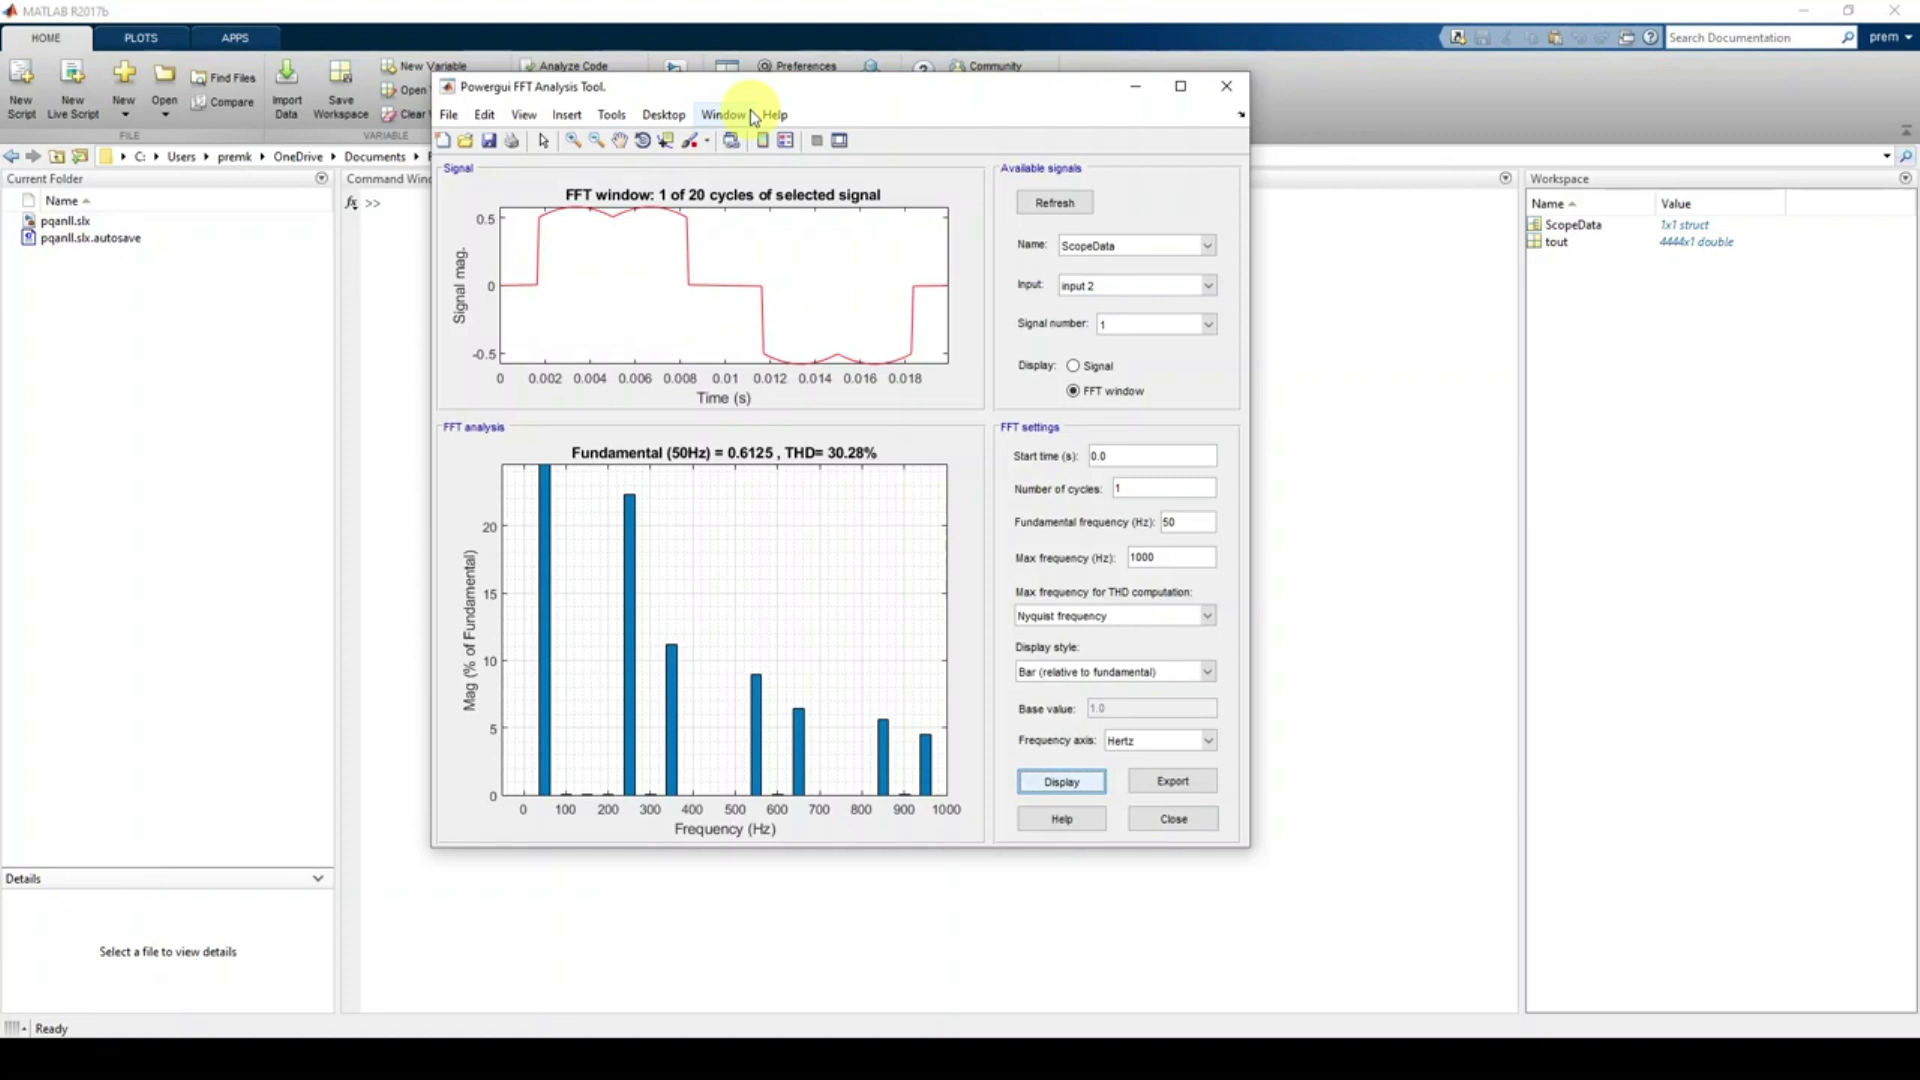 MATLAB R2017b
HOME
PLOTS
APPS
Search Documentation
prem
New Script
New Live Script
New
Open
Find Files
Compare
Import Data
Save Workspace
New Variable
Open
Clear
Analyze Code
Preferences
Community
FILE
VARIABLE
C: Users premk OneDrive Documents
Current Folder
Name
pqanll.slx
pqanll.slx.autosave
Details
Select a file to view details
Ready
Command Wind
fx >>
Powergui FFT Analysis Tool.
File Edit View Insert Tools Desktop Window Help
Signal
FFT window: 1 of 20 cycles of selected signal
Signal mag.
0.5
0
-0.5
0 0.002 0.004 0.006 0.008 0.01 0.012 0.014 0.016 0.018
Time (s)
FFT analysis
Fundamental (50Hz) = 0.6125 , THD= 30.28%
Mag (% of Fundamental)
20
15
10
5
0
0 100 200 300 400 500 600 700 800 900 1000
Frequency (Hz)
Available signals
Refresh
Name: ScopeData
Input: input 2
Signal number: 1
Display: Signal
FFT window
FFT settings
Start time (s): 0.0
Number of cycles: 1
Fundamental frequency (Hz): 50
Max frequency (Hz): 1000
Max frequency for THD computation:
Nyquist frequency
Display style:
Bar (relative to fundamental)
Base value: 1.0
Frequency axis: Hertz
Display Export
Help Close
Workspace
Name Value
ScopeData 1x1 struct
tout 4444x1 double